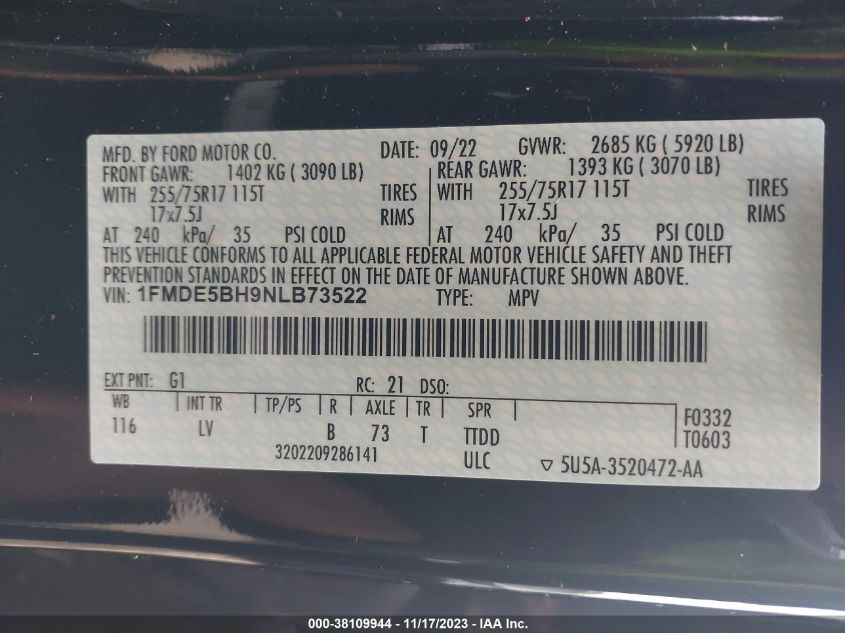 MFD. BY FORD MOTOR CO. DATE: 09/22 GVWR: 2685 KG ( 5920 LB)
FRONT GAWR: 1402 KG ( 3090 LB) REAR GAWR: 1393 KG ( 3070 LB)
WITH 255/75R17 115T TIRES WITH 255/75R17 115T TIRES
17x7.5J RIMS 17x7.5J RIMS
AT 240 kPa/ 35 PSI COLD AT 240 kPa/ 35 PSI COLD
THIS VEHICLE CONFORMS TO ALL APPLICABLE FEDERAL MOTOR VEHICLE SAFETY AND THEFT
PREVENTION STANDARDS IN EFFECT ON THE DATE OF MANUFACTURE SHOWN ABOVE.
VIN: 1FMDE5BH9NLB73522 TYPE: MPV
EXT PNT: G1 RC: 21 DSO:
WB INT TR TP/PS R AXLE TR SPR F0332
116 LV B 73 T TTDD T0603
3202209286141 ULC ▽ 5U5A-3520472-AA
000-38109944 - 11/17/2023 - IAA Inc.